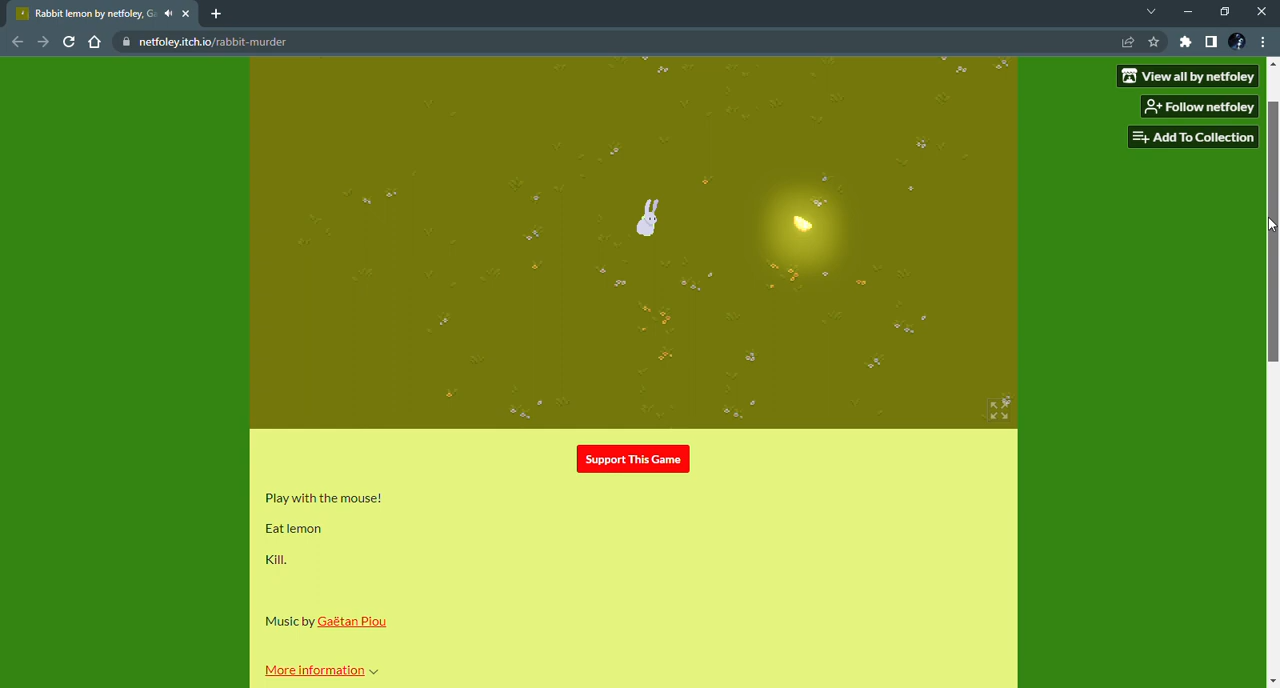 Rabbit lemon by netfoley, Ga
netfoley.itch.io/rabbit-murder
View all by netfoley
Follow netfoley
Add To Collection
Support This Game
Play with the mouse!
Eat lemon
Kill.
Music by Gaëtan Piou
More information